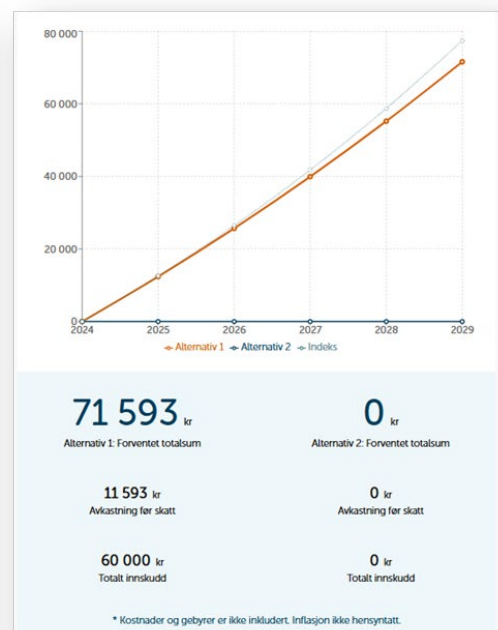 80 000
60 000
40 000
20 000
0
2024 2025 2026 2027 2028 2029
Alternativ 1 Alternativ 2 Indeks
71 593 kr 0 kr
Alternativ 1: Forventet totalsum Alternativ 2: Forventet totalsum
11 593 kr 0 kr
Avkastning før skatt Avkastning før skatt
60 000 kr 0 kr
Totalt innskudd Totalt innskudd
* Kostnader og gebyrer er ikke inkludert. Inflasjon ikke hensyntatt.